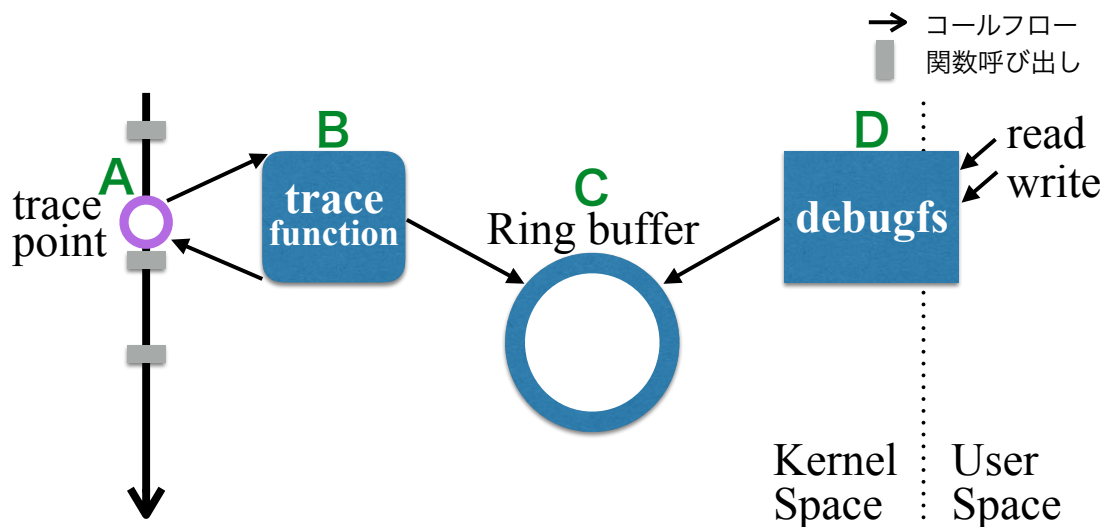 コールフロー
関数呼び出し
A
trace
point
B
trace
function
C
Ring buffer
D
debugfs
read
write
Kernel
Space
User
Space